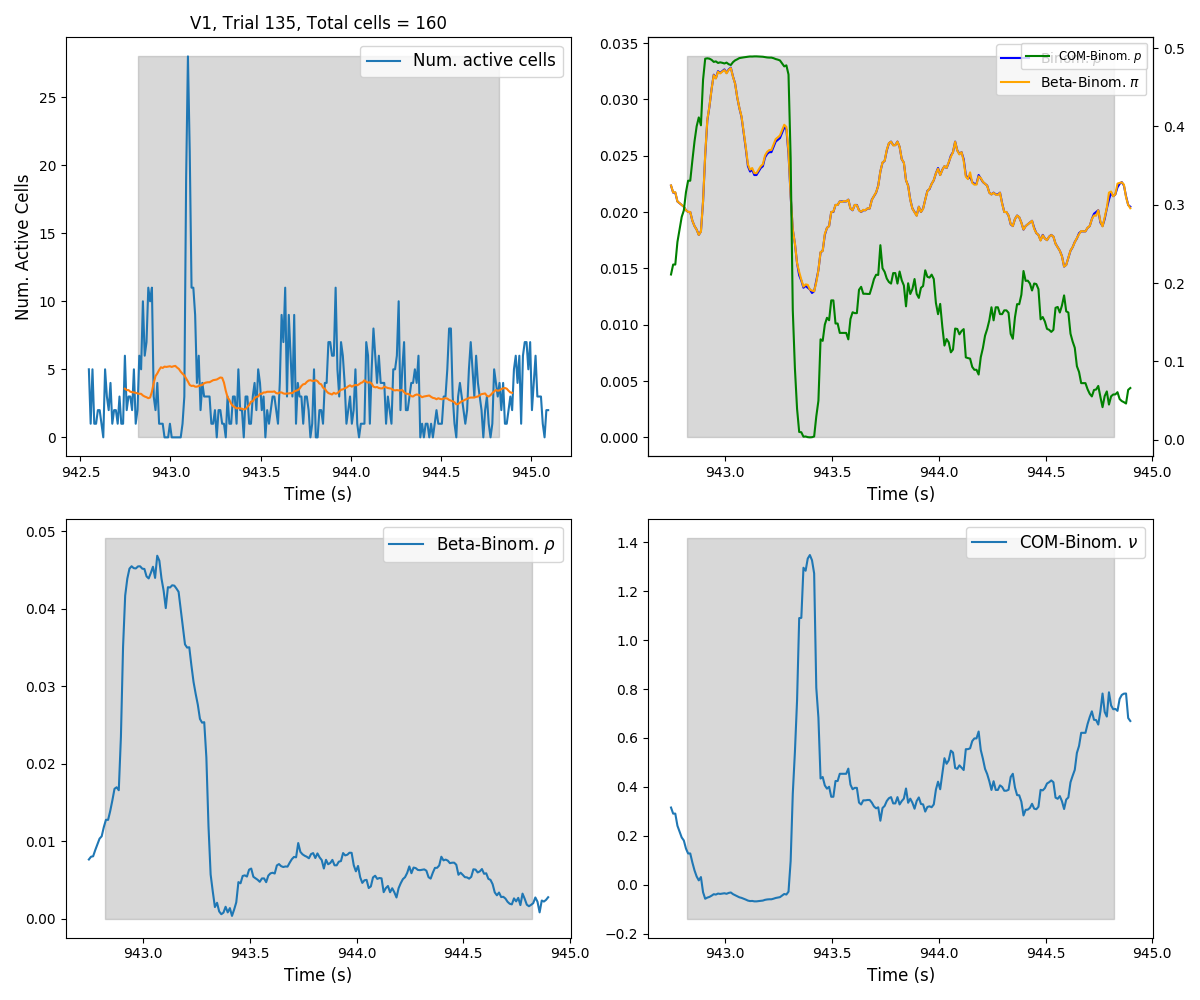 V1, Trial 135, Total cells = 160
Num. active cells
Num. Active Cells
25
20
15
10
5
0
942.5 943.0 943.5 944.0 944.5 945.0
Time (s)
COM-Binom. p
Beta-Binom. π
0.035
0.030
0.025
0.020
0.015
0.010
0.005
0.000
0.5
0.4
0.3
0.2
0.1
0.0
943.0 943.5 944.0 944.5 945.0
Time (s)
Beta-Binom. ρ
0.05
0.04
0.03
0.02
0.01
0.00
943.0 943.5 944.0 944.5 945.0
Time (s)
COM-Binom. ν
1.4
1.2
1.0
0.8
0.6
0.4
0.2
0.0
−0.2
943.0 943.5 944.0 944.5 945.0
Time (s)